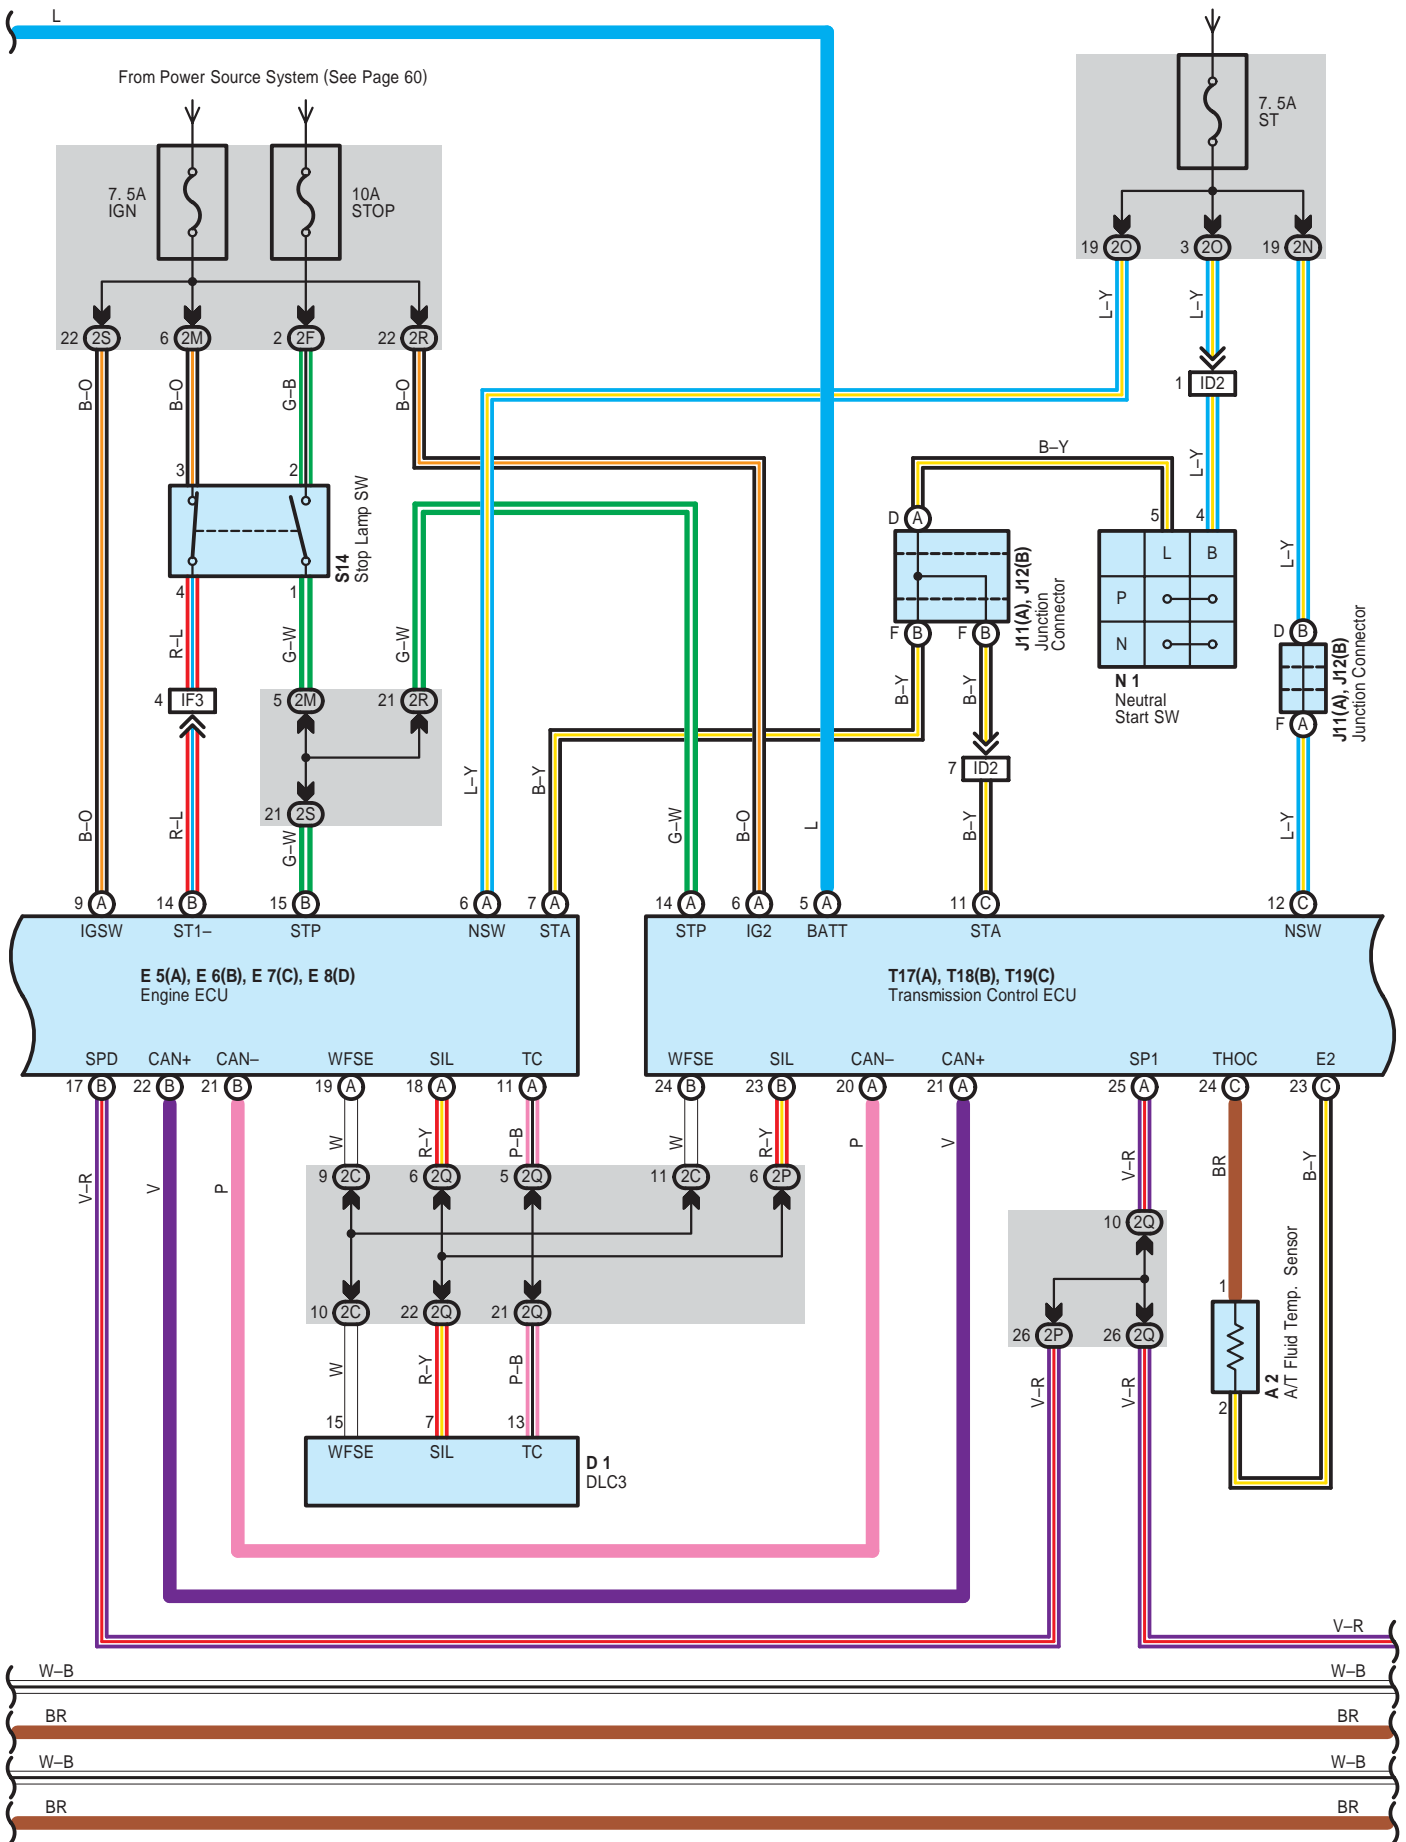 L
From Power Source System (See Page 60)
7. 5A
IGN
10A
STOP
7. 5A
ST
19 2O
3 2O
19 2N
22 2S
6 2M
2 2F
22 2R
L–Y
L–Y
B–O
B–O
G–B
B–O
1 ID2
L–Y
B–Y
3
2
S14
Stop Lamp SW
4
1
D A
J11(A), J12(B)
Junction
Connector
F B
F B
5
4
L
B
P
N
N 1
Neutral
Start SW
L–Y
D B
J11(A), J12(B)
Junction Connector
F A
R–L
G–W
G–W
4 IF3
5 2M
21 2R
21 2S
B–Y
B–Y
7 ID2
B–O
R–L
G–W
L–Y
B–Y
G–W
B–O
L
B–Y
L–Y
9 A
14 B
15 B
6 A
7 A
14 A
6 A
5 A
11 C
12 C
IGSW
ST1–
STP
NSW
STA
STP
IG2
BATT
STA
NSW
E 5(A), E 6(B), E 7(C), E 8(D)
Engine ECU
T17(A), T18(B), T19(C)
Transmission Control ECU
SPD
CAN+
CAN–
WFSE
SIL
TC
WFSE
SIL
CAN–
CAN+
SP1
THOC
E2
17 B
22 B
21 B
19 A
18 A
11 A
24 B
23 B
20 A
21 A
25 A
24 C
23 C
V–R
V
P
W
R–Y
P–B
W
R–Y
P
V
V–R
BR
B–Y
9 2C
6 2Q
5 2Q
11 2C
6 2P
10 2Q
10 2C
22 2Q
21 2Q
26 2P
26 2Q
1
A 2
A/T Fluid Temp. Sensor
2
W
R–Y
P–B
V–R
V–R
15
7
13
WFSE
SIL
TC
D 1
DLC3
V–R
W–B
W–B
BR
BR
W–B
W–B
BR
BR